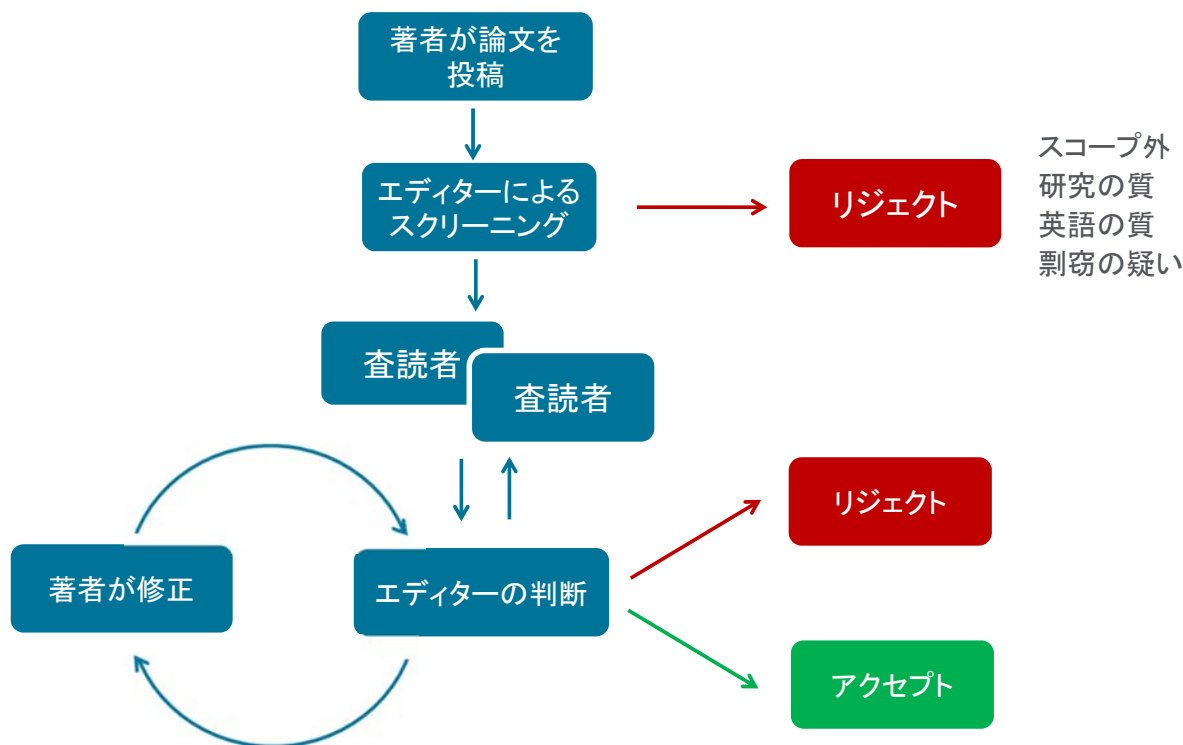 著者が論文を
投稿
エディターによる
スクリーニング
リジェクト
スコープ外
研究の質
英語の質
剽窃の疑い
査読者
査読者
リジェクト
著者が修正
エディターの判断
アクセプト